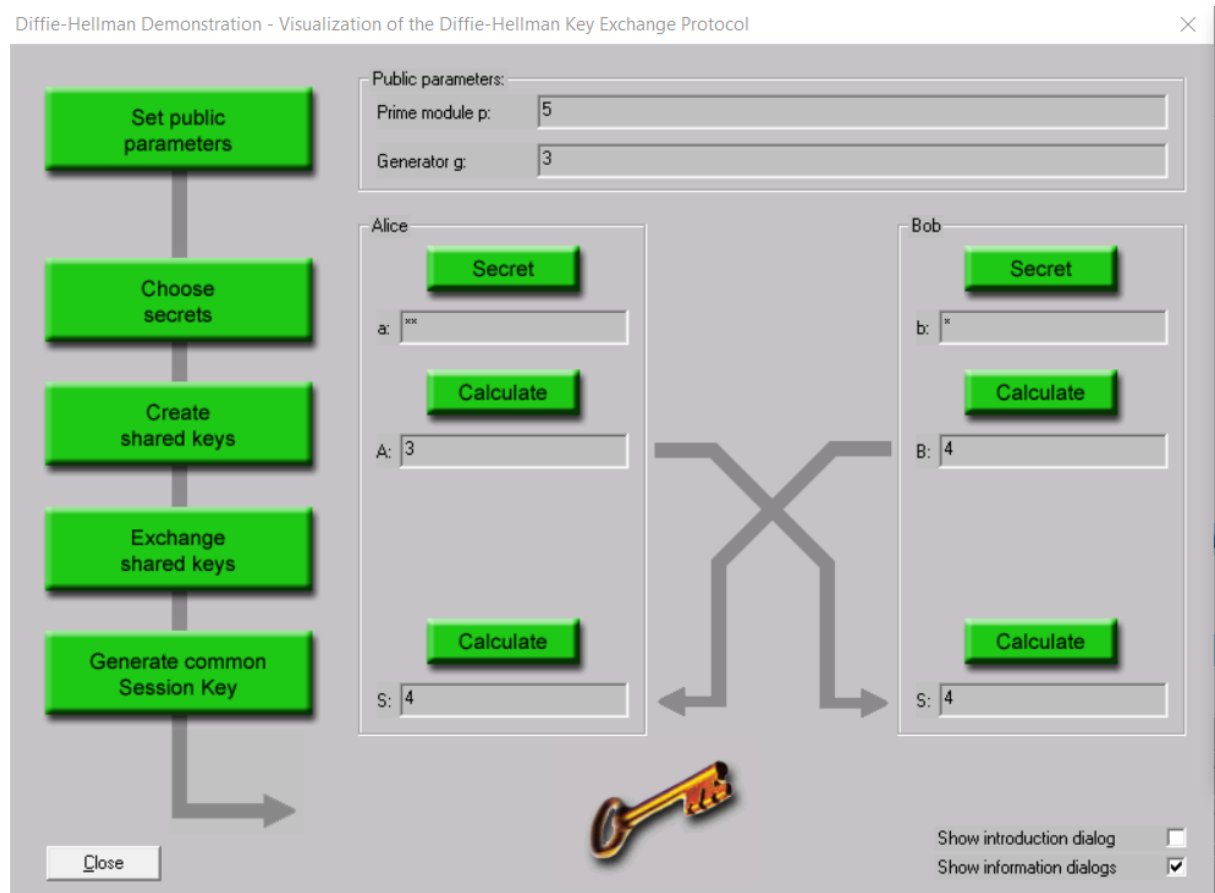 Diffie-Hellman Demonstration - Visualization of the Diffie-Hellman Key Exchange Protocol
Set public
parameters
Choose
secrets
Create
shared keys
Exchange
shared keys
Generate common
Session Key
Public parameters:
Prime module p: 5
Generator g: 3
Alice
Secret
a: **
Calculate
A: 3
Calculate
S: 4
Bob
Secret
b: *
Calculate
B: 4
Calculate
S: 4
Close
Show introduction dialog
Show information dialogs